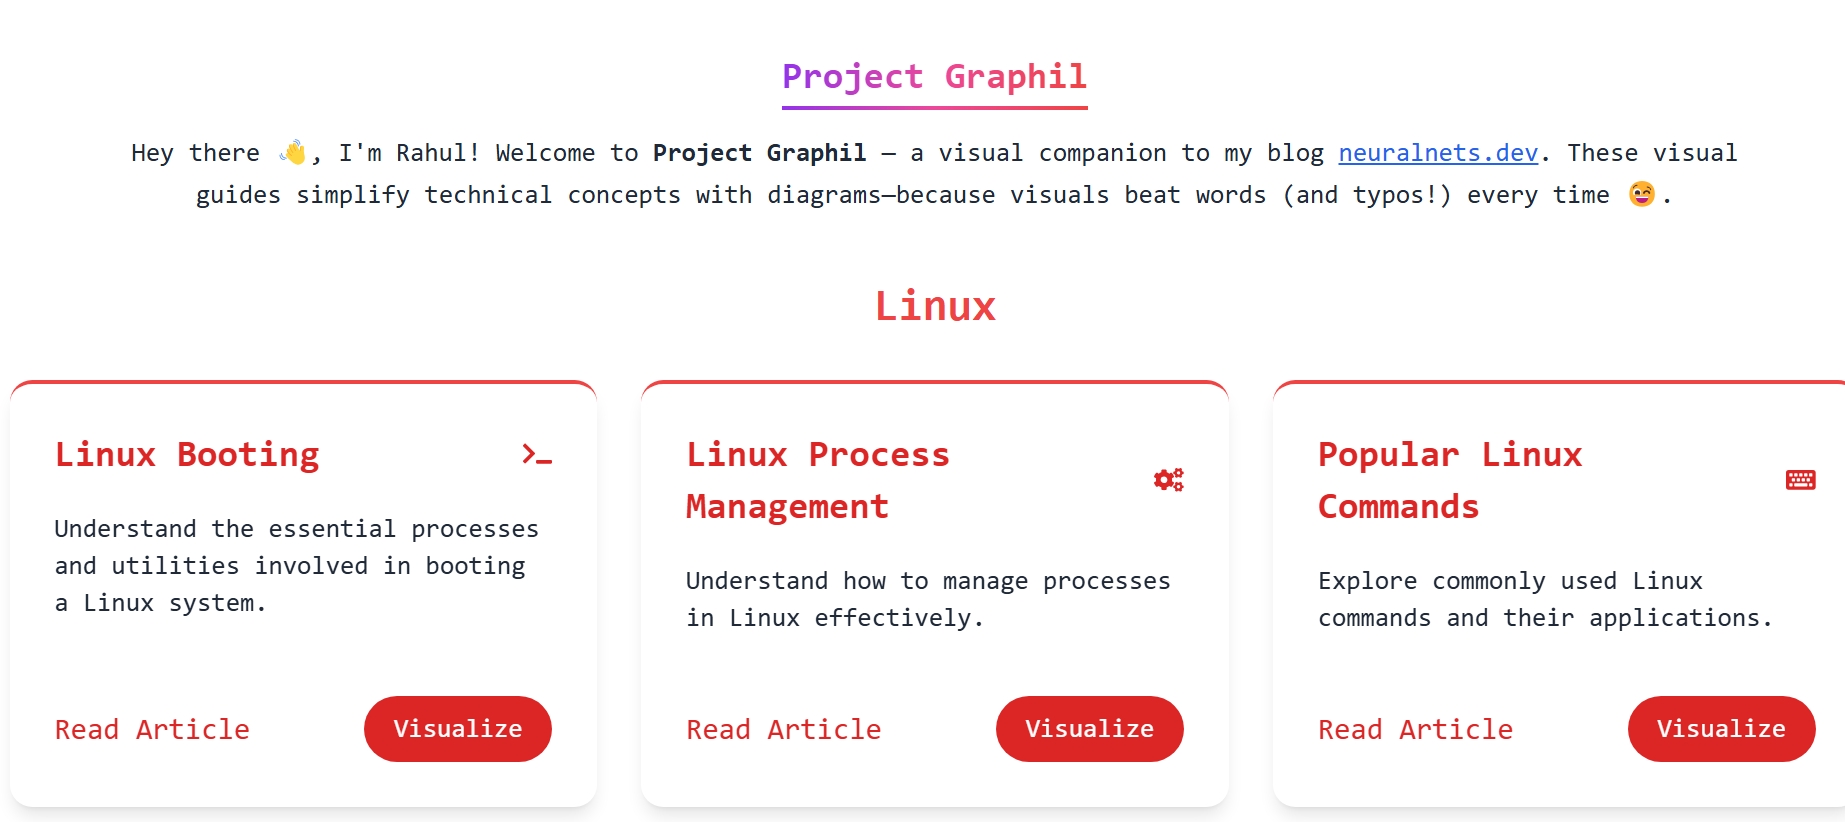 Project Graphil
Hey there 👋, I'm Rahul! Welcome to Project Graphil — a visual companion to my blog neuralnets.dev. These visual
guides simplify technical concepts with diagrams—because visuals beat words (and typos!) every time 😄.
Linux
Linux Booting
Understand the essential processes
and utilities involved in booting
a Linux system.
Read Article
Visualize
Linux Process
Management
Understand how to manage processes
in Linux effectively.
Read Article
Visualize
Popular Linux
Commands
Explore commonly used Linux
commands and their applications.
Read Article
Visualize